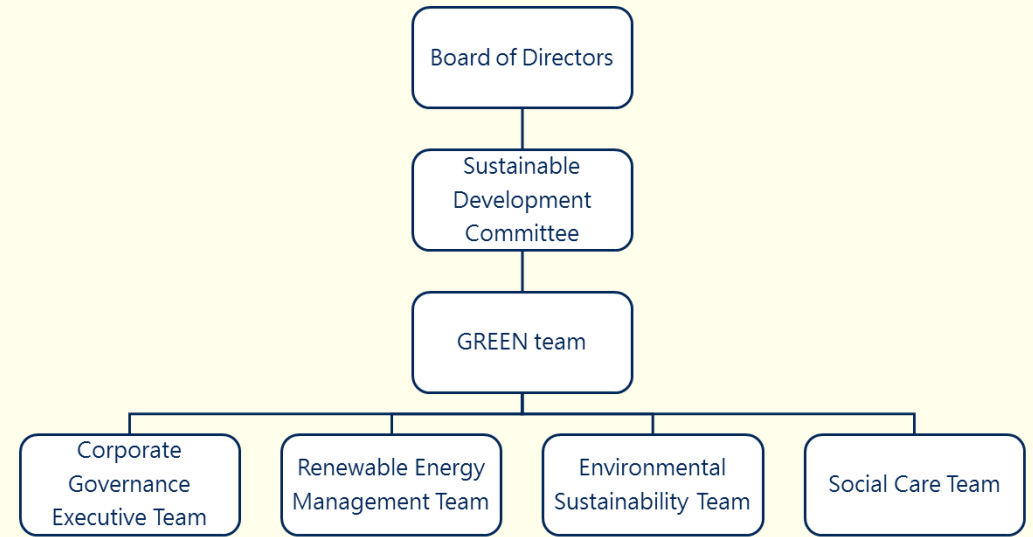 Board of Directors
Sustainable
Development
Committee
GREEN team
Corporate
Governance
Executive Team
Renewable Energy
Management Team
Environmental
Sustainability Team
Social Care Team